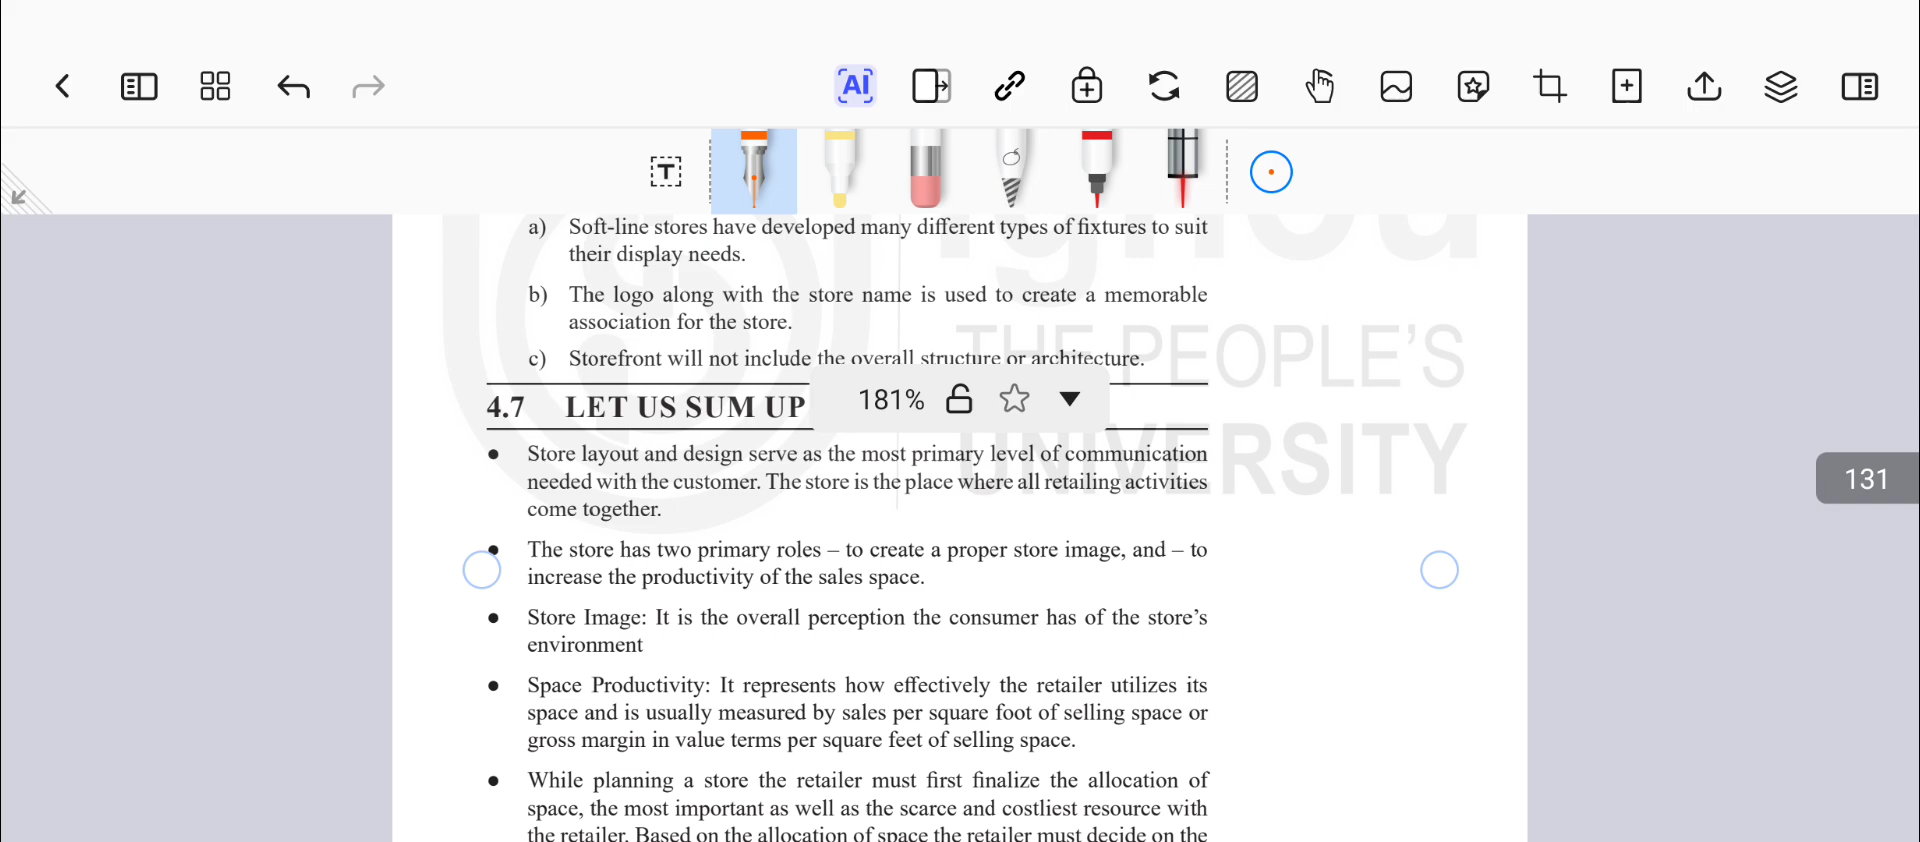 AI
T
a) Soft-line stores have developed many different types of fixtures to suit
their display needs.
b) The logo along with the store name is used to create a memorable
association for the store.
c) Storefront will not include the overall structure or architecture.
THE PEOPLE'S
UNIVERSITY
181%
4.7 LET US SUM UP
• Store layout and design serve as the most primary level of communication
needed with the customer. The store is the place where all retailing activities
come together.
131
• The store has two primary roles – to create a proper store image, and – to
increase the productivity of the sales space.
• Store Image: It is the overall perception the consumer has of the store's
environment
• Space Productivity: It represents how effectively the retailer utilizes its
space and is usually measured by sales per square foot of selling space or
gross margin in value terms per square feet of selling space.
• While planning a store the retailer must first finalize the allocation of
space, the most important as well as the scarce and costliest resource with
the retailer. Based on the allocation of space the retailer must decide on the